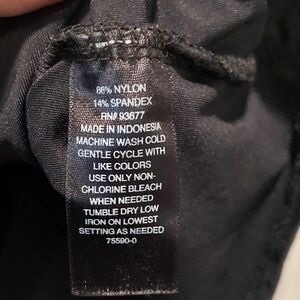 86% NYLON
14% SPANDEX
RN# 93677
MADE IN INDONESIA
MACHINE WASH COLD
GENTLE CYCLE WITH
LIKE COLORS
USE ONLY NON-
CHLORINE BLEACH
WHEN NEEDED
TUMBLE DRY LOW
IRON ON LOWEST
SETTING AS NEEDED
75590-0